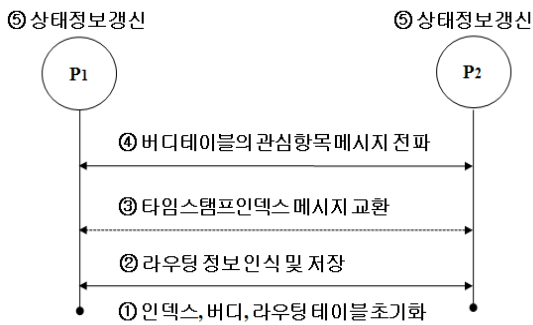 ⑤ 상태정보갱신
⑤ 상태정보갱신
P1
P2
④ 버디테이블의 관심항목 메시지 전파
③ 타임스탬프인덱스 메시지 교환
② 라우팅 정보 인식 및 저장
① 인덱스, 버디, 라우팅 테이블 초기화